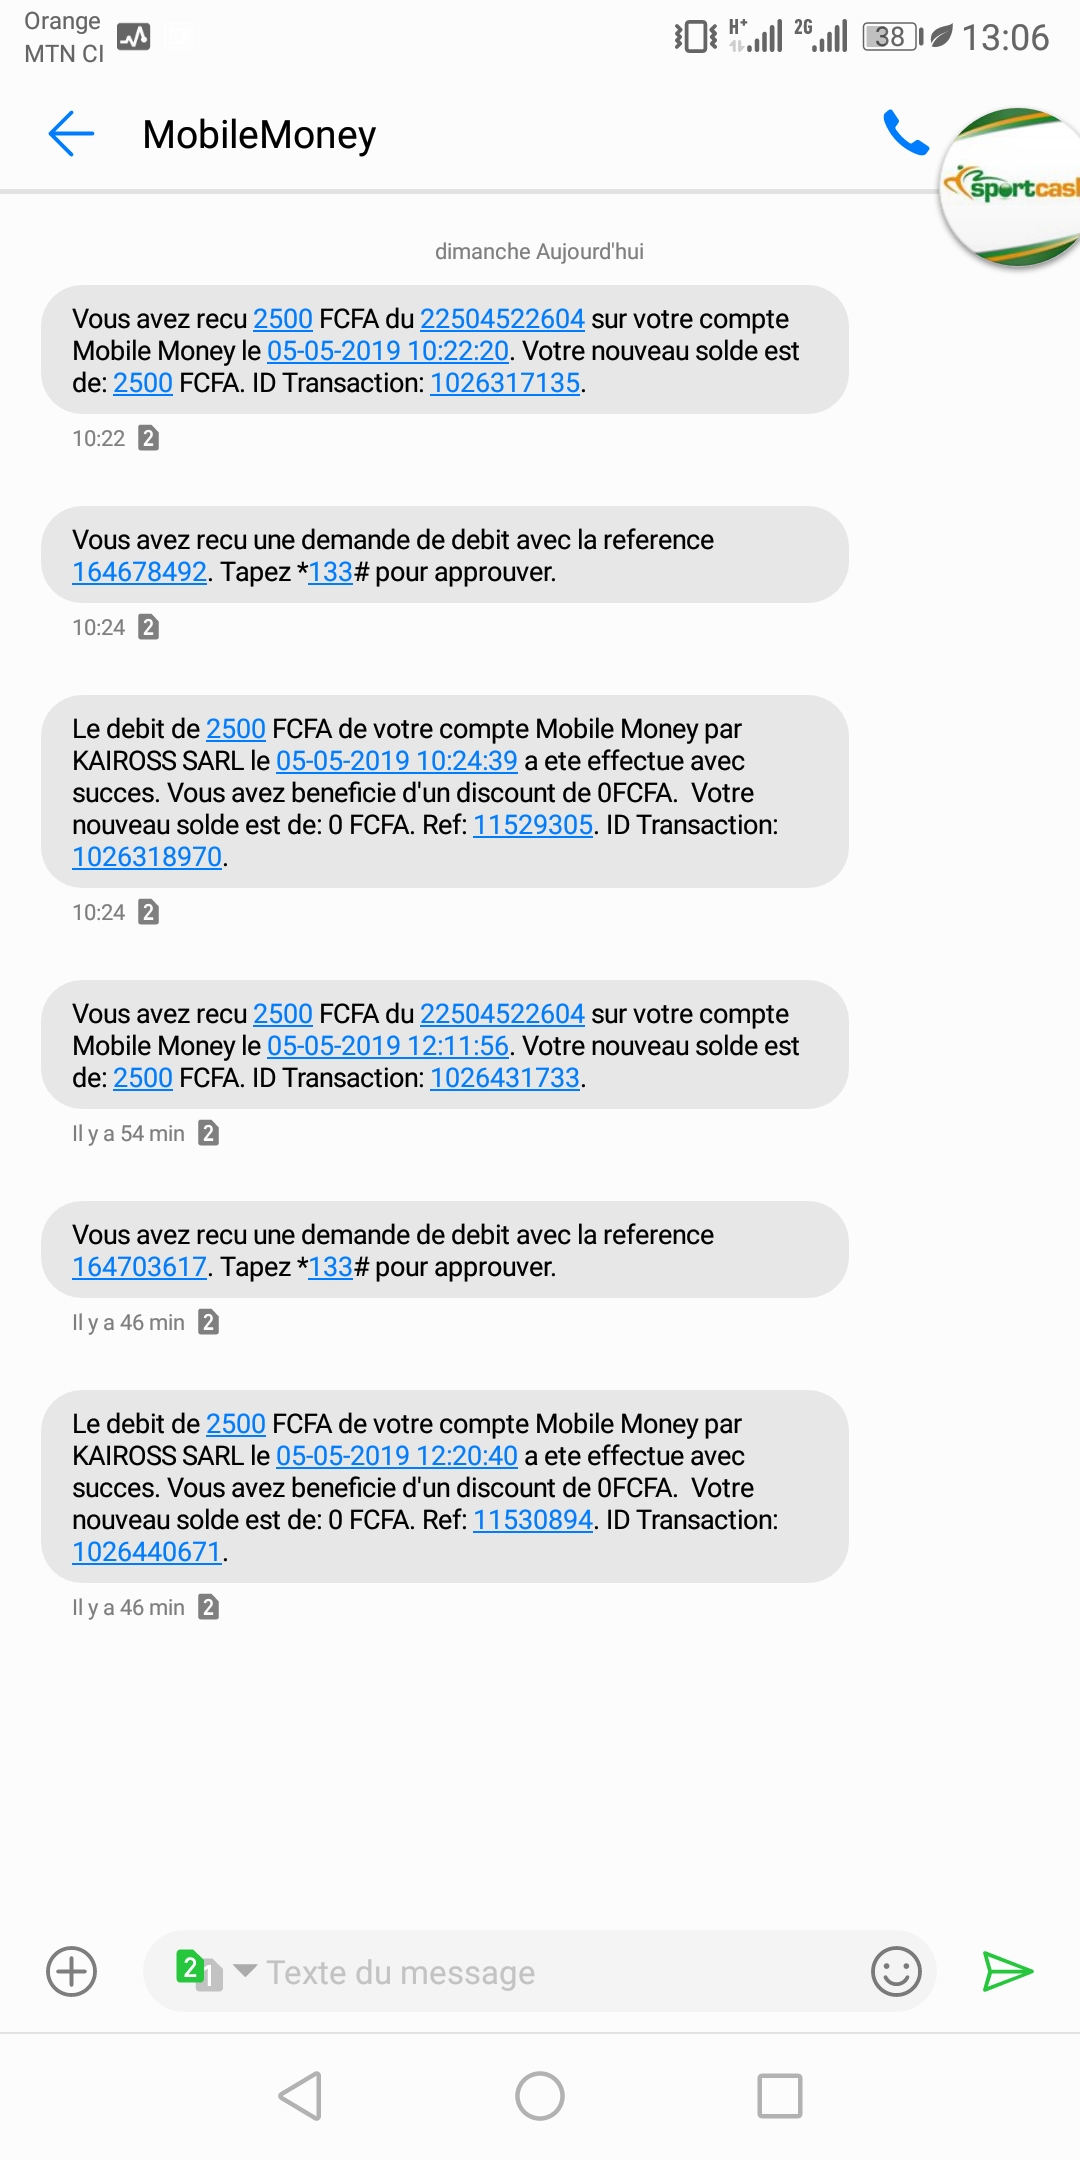 Orange
MTN CI
H+
2G
38
13:06
MobileMoney
sportcas
dimanche Aujourd'hui
Vous avez recu 2500 FCFA du 22504522604 sur votre compte
Mobile Money le 05-05-2019 10:22:20. Votre nouveau solde est
de: 2500 FCFA. ID Transaction: 1026317135.
10:22 2
Vous avez recu une demande de debit avec la reference
164678492. Tapez *133# pour approuver.
10:24 2
Le debit de 2500 FCFA de votre compte Mobile Money par
KAIROSS SARL le 05-05-2019 10:24:39 a ete effectue avec
succes. Vous avez beneficie d'un discount de 0FCFA.  Votre
nouveau solde est de: 0 FCFA. Ref: 11529305. ID Transaction:
1026318970.
10:24 2
Vous avez recu 2500 FCFA du 22504522604 sur votre compte
Mobile Money le 05-05-2019 12:11:56. Votre nouveau solde est
de: 2500 FCFA. ID Transaction: 1026431733.
Il y a 54 min 2
Vous avez recu une demande de debit avec la reference
164703617. Tapez *133# pour approuver.
Il y a 46 min 2
Le debit de 2500 FCFA de votre compte Mobile Money par
KAIROSS SARL le 05-05-2019 12:20:40 a ete effectue avec
succes. Vous avez beneficie d'un discount de 0FCFA.  Votre
nouveau solde est de: 0 FCFA. Ref: 11530894. ID Transaction:
1026440671.
Il y a 46 min 2
2 1 Texte du message